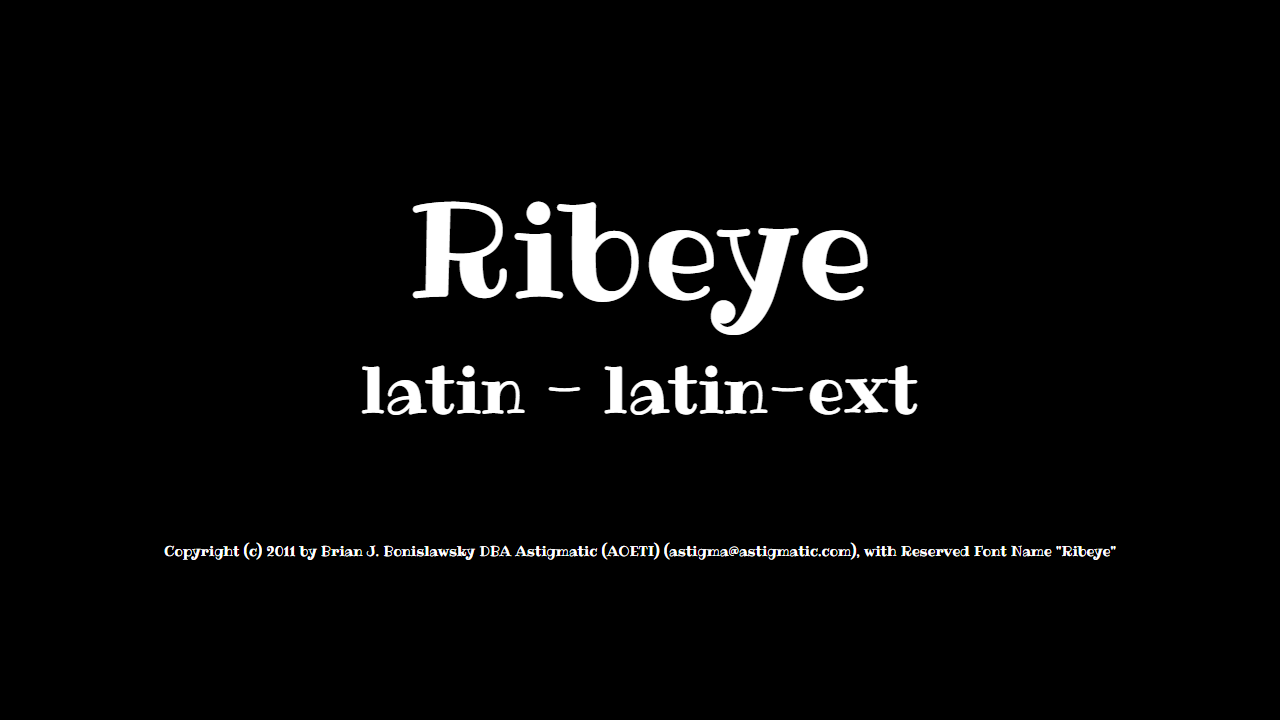 Ribeye
latin - latin-ext
Copyright (c) 2011 by Brian J. Bonislawsky DBA Astigmatic (AOETI) (astigma@astigmatic.com), with Reserved Font Name "Ribeye"